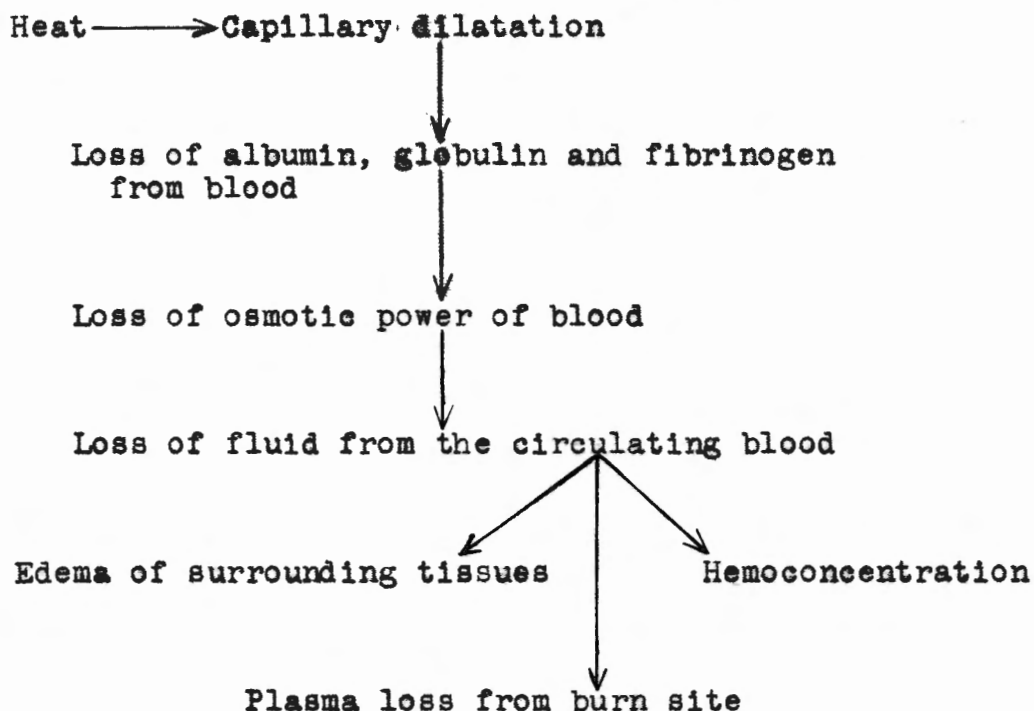 Heat Capillary dilatation
Loss of albumin, globulin and fibrinogen
from blood
Loss of osmotic power of blood
Loss of fluid from the circulating blood
Edema of surrounding tissues Hemoconcentration
Plasma loss from burn site